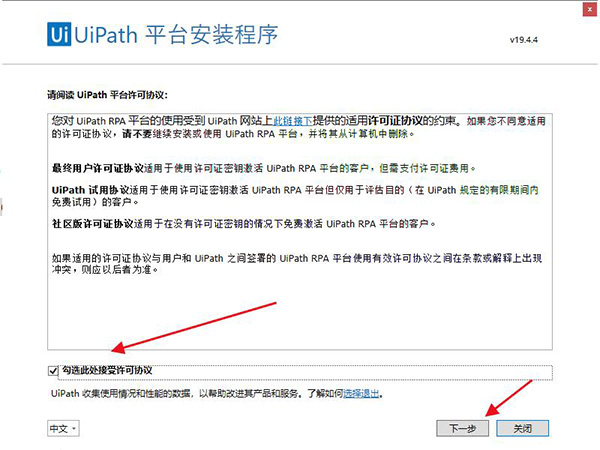 Ui UiPath 平台安装程序
v19.4.4
请阅读 UiPath 平台许可协议:
您对 UiPath RPA 平台的使用受到 UiPath 网站上此链接下提供的适用许可证协议的约束。如果您不同意适用
的许可证协议，请不要继续安装或使用 UiPath RPA 平台，并将其从计算机中删除。
最终用户许可证协议适用于使用许可证密钥激活 UiPath RPA 平台的客户，但需支付许可证费用。
UiPath 试用协议适用于使用许可证密钥激活 UiPath RPA 平台但仅用于评估目的（在 UiPath 规定的有限期间内
免费试用）的客户。
社区版许可证协议适用于在没有许可证密钥的情况下免费激活 UiPath RPA 平台的客户。
如果适用的许可证协议与用户和 UiPath 之间签署的 UiPath RPA 平台使用有效许可协议之间在条款或解释上出现
冲突，则应以后者为准。
勾选此处接受许可协议
UiPath 收集使用情况和性能的数据，以帮助改进其产品和服务。了解如何选择退出。
中文
下一步
关闭